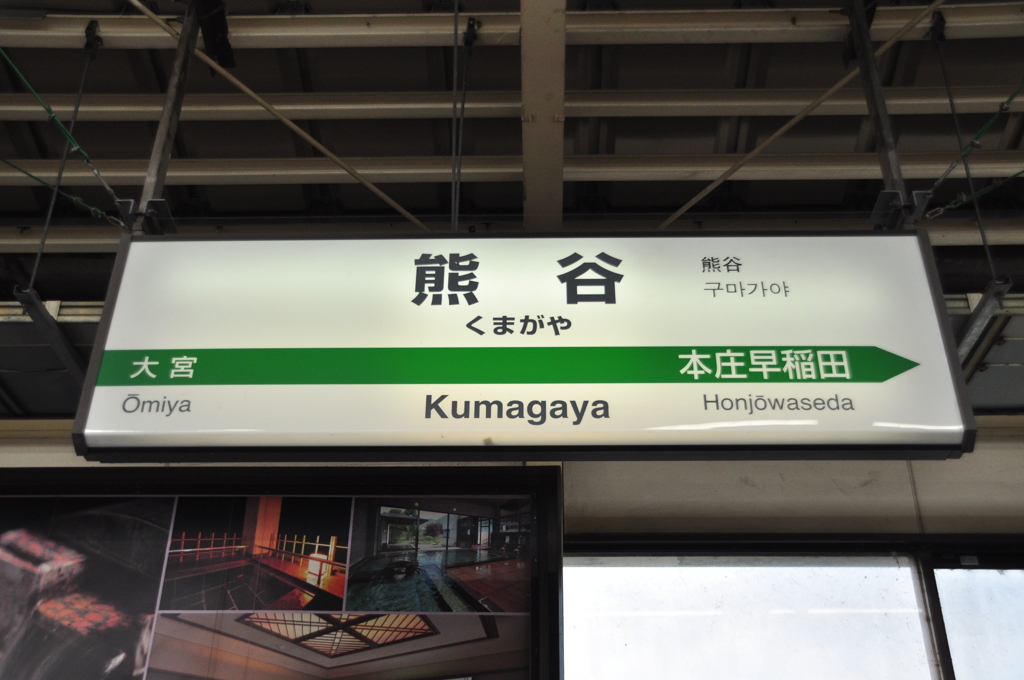 熊 谷
くまがや
熊谷
구마가야
大宮 本庄早稲田
Ōmiya Kumagaya Honjōwaseda